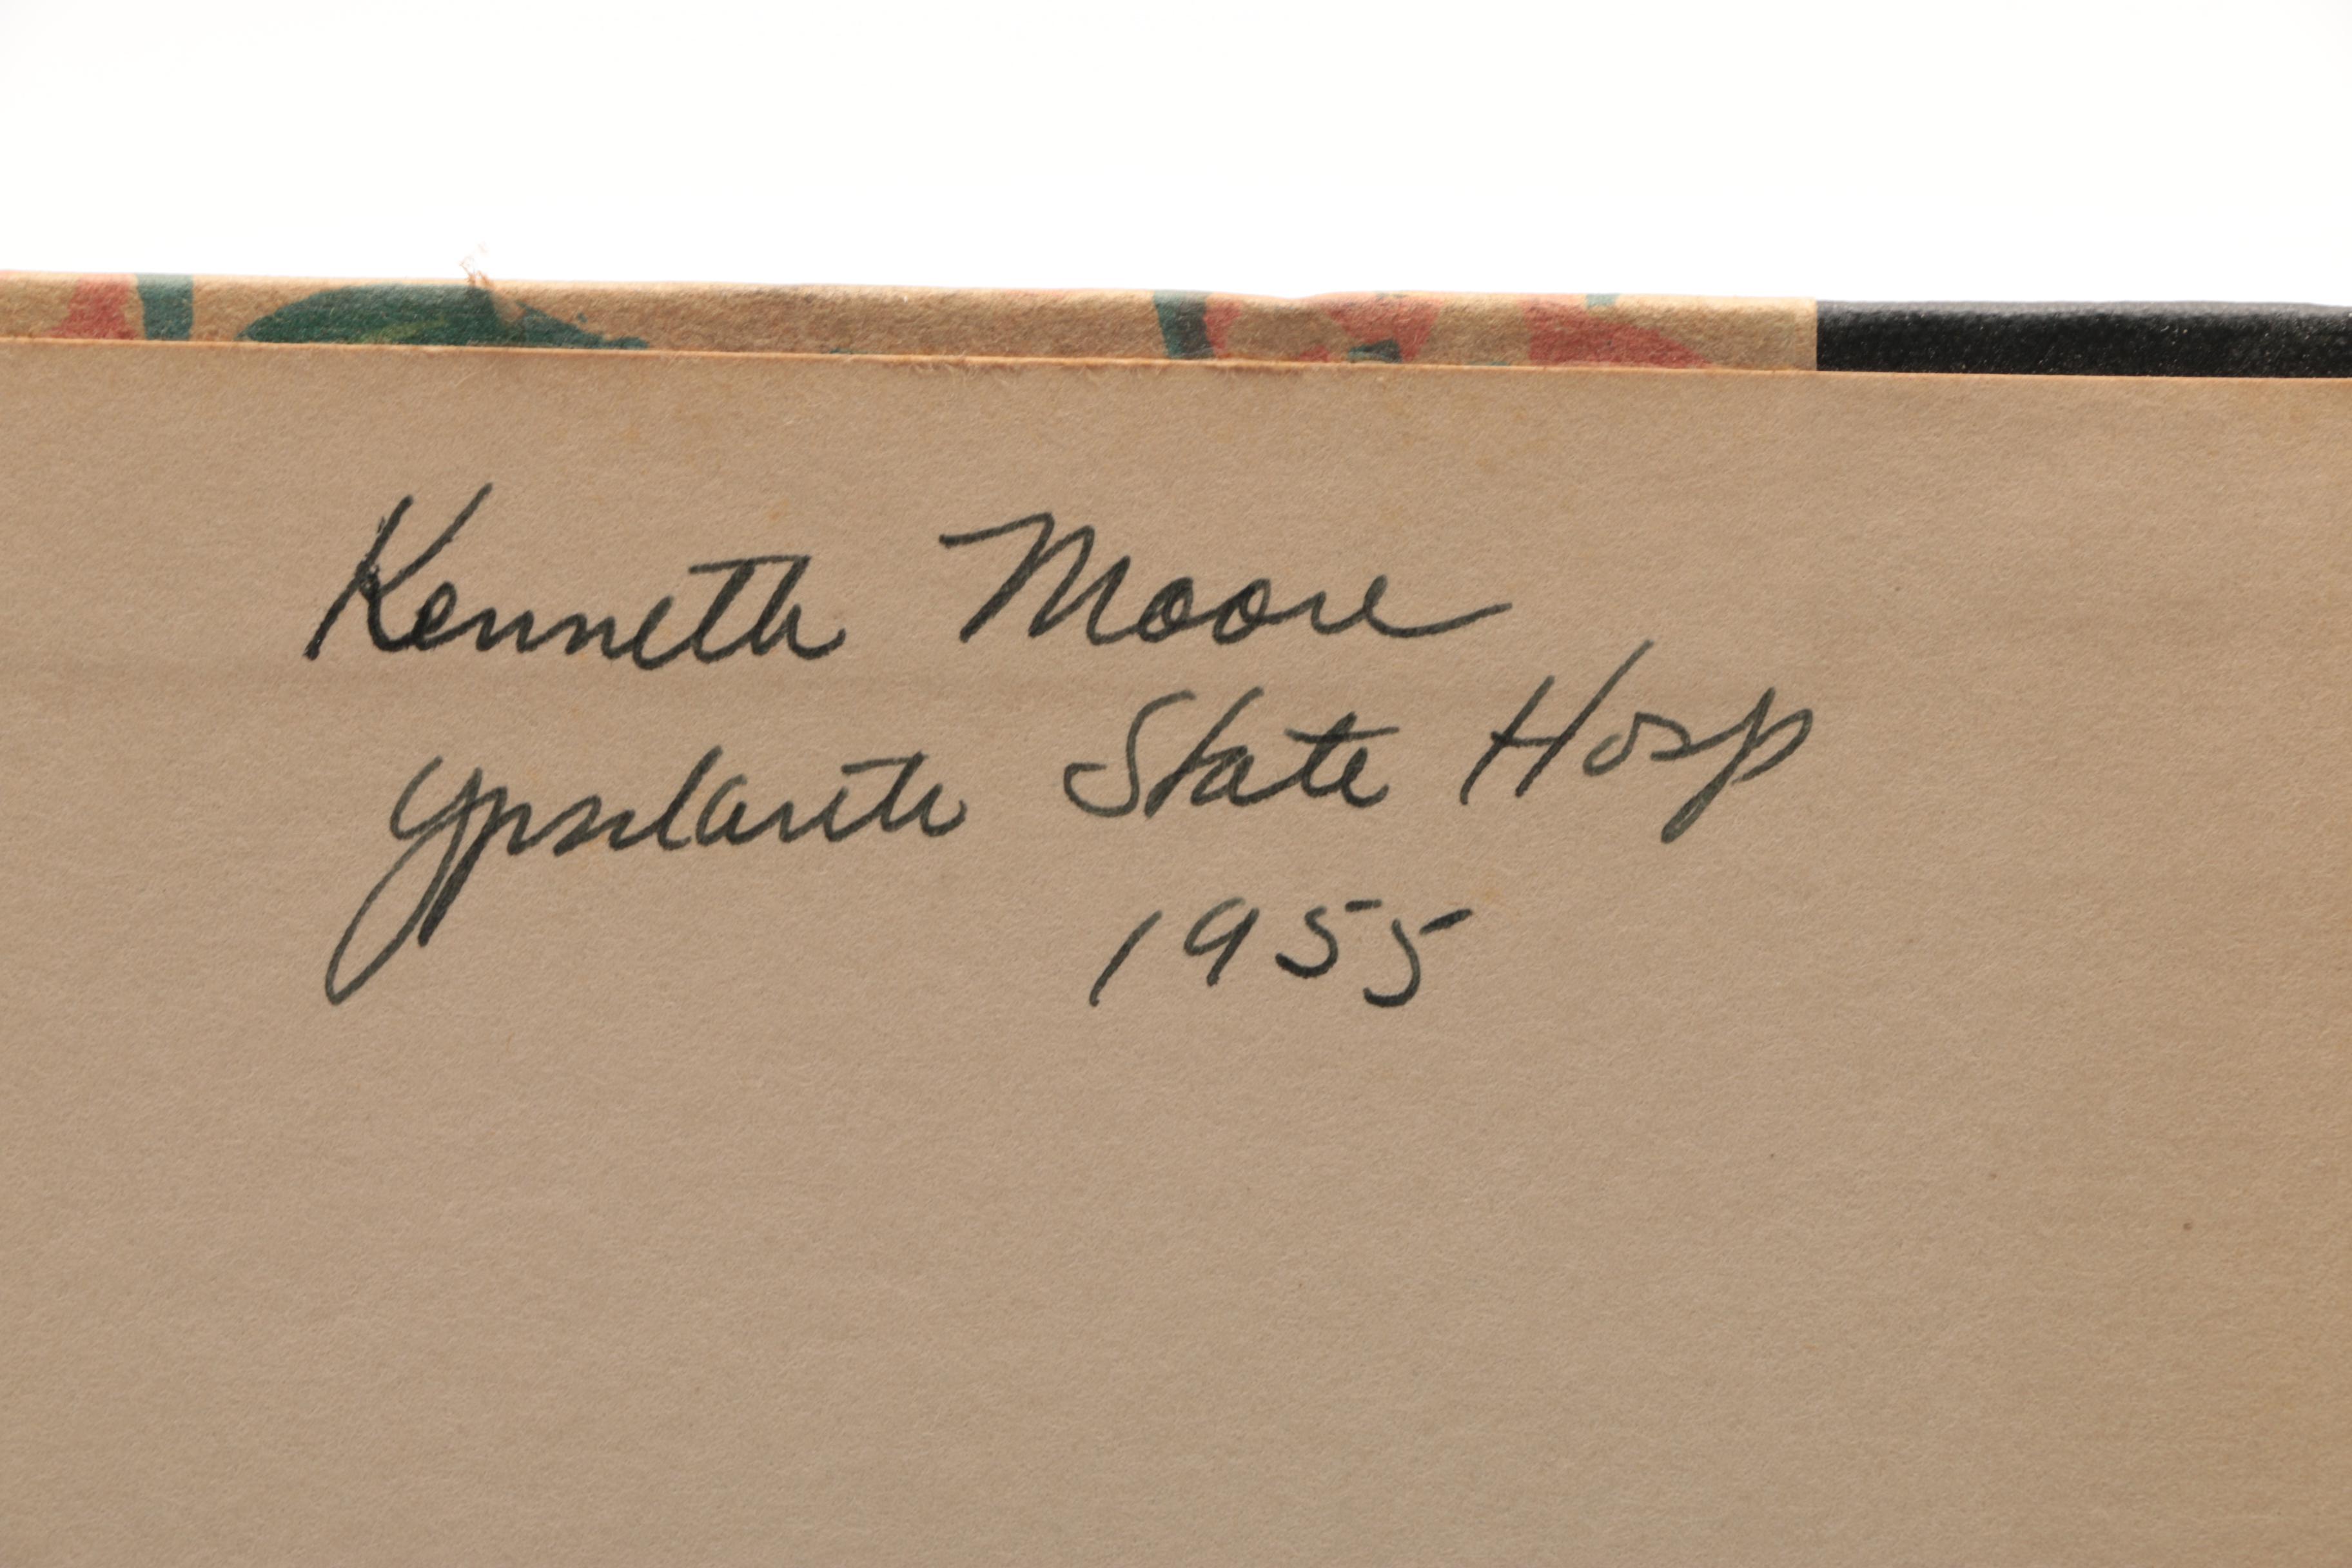 Kenneth Moore
Ypsilanti State Hosp
1955